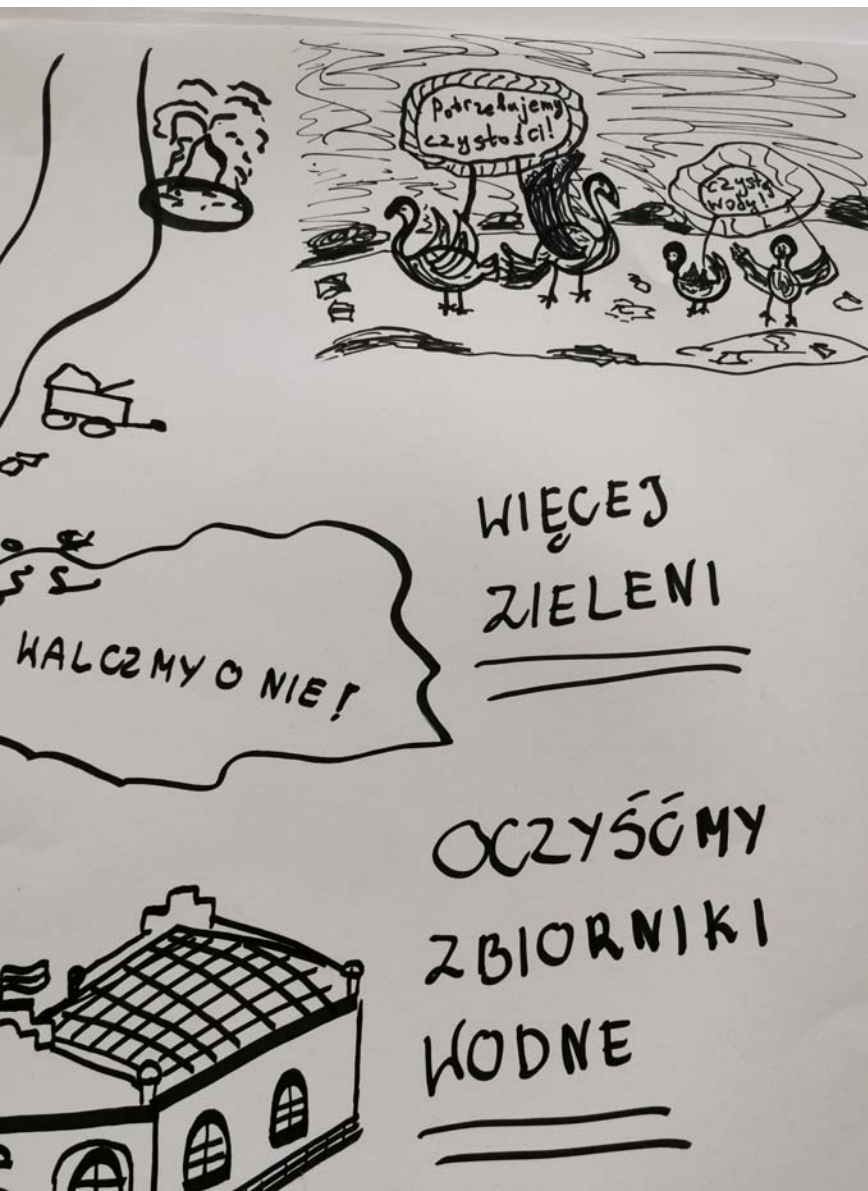 Potrzebujemy
czystości!
czystej
wody!
WIĘCEJ
ZIELENI
WALCZMY O NIE!
OCZYŚĆMY
ZBIORNIKI
WODNE